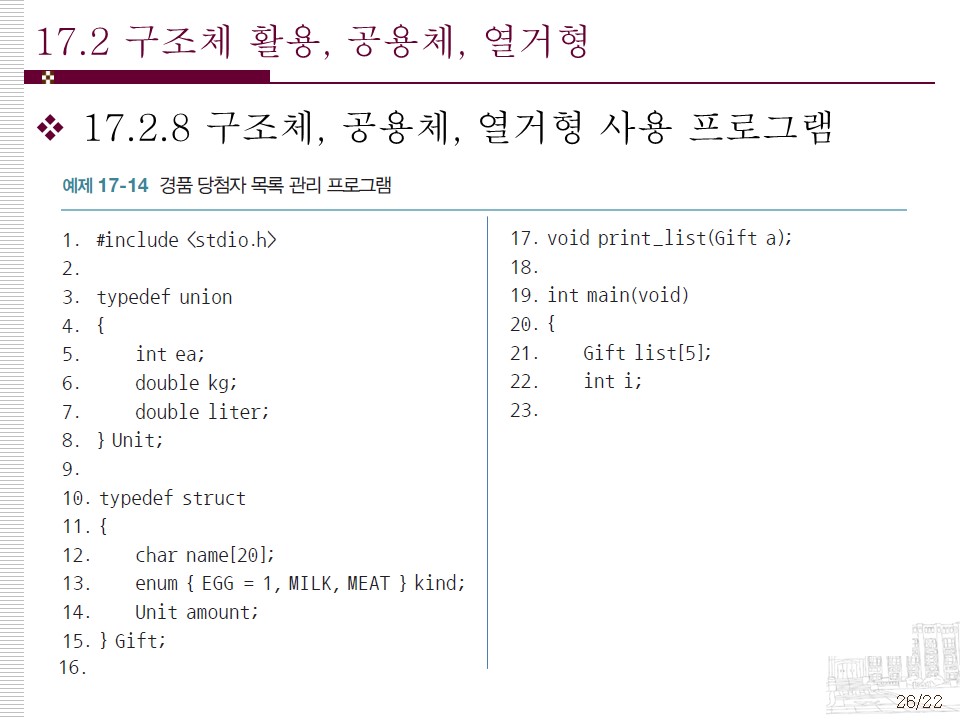 17.2 구조체 활용, 공용체, 열거형
❖ 17.2.8 구조체, 공용체, 열거형 사용 프로그램
예제 17-14 경품 당첨자 목록 관리 프로그램
1. #include <stdio.h>
2.
3. typedef union
4. {
5. int ea;
6. double kg;
7. double liter;
8. } Unit;
9.
10. typedef struct
11. {
12. char name[20];
13. enum { EGG = 1, MILK, MEAT } kind;
14. Unit amount;
15. } Gift;
16.
17. void print_list(Gift a);
18.
19. int main(void)
20. {
21. Gift list[5];
22. int i;
23.
26/22